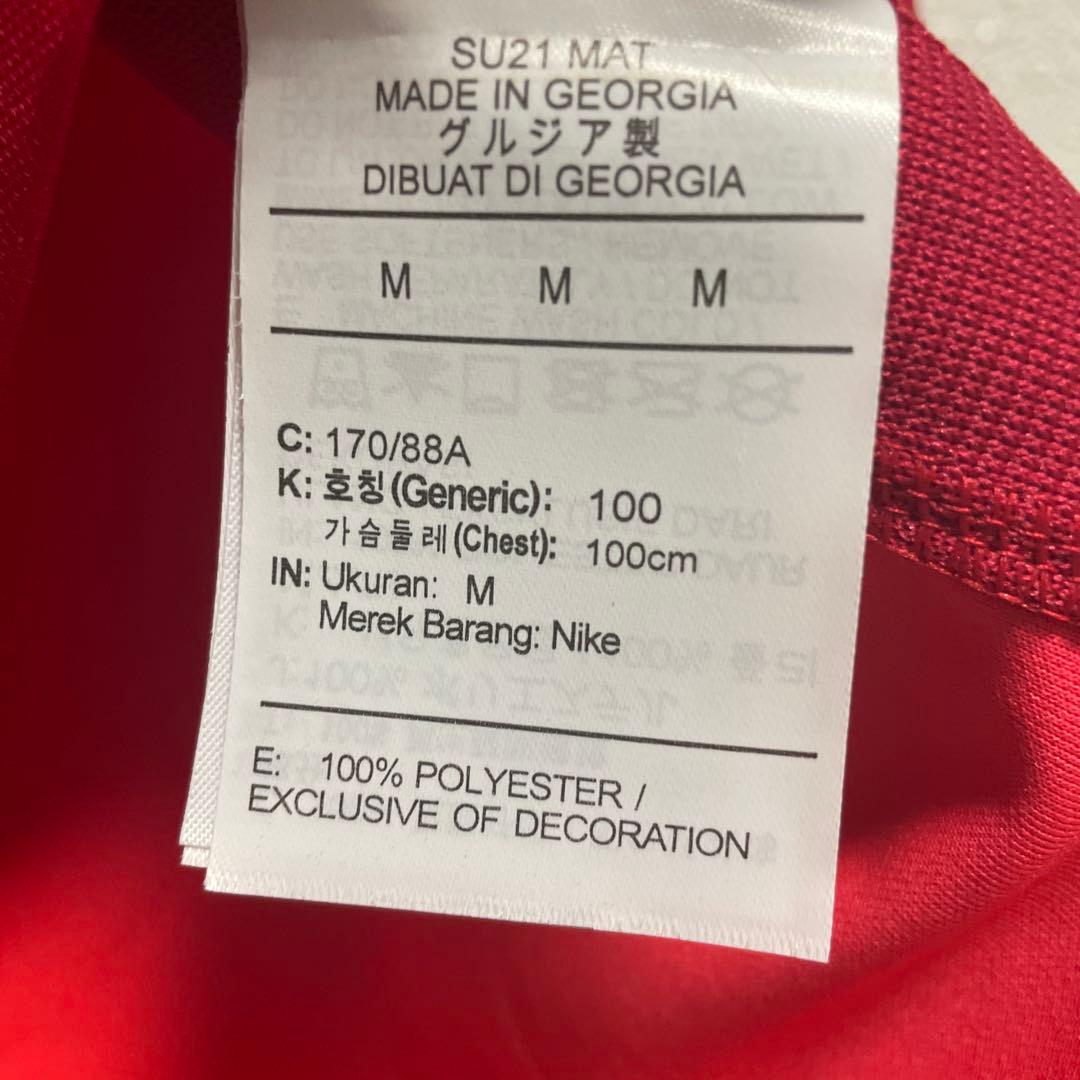 SU21 MAT
MADE IN GEORGIA
グルジア製
DIBUAT DI GEORGIA
M M M
C: 170/88A
K: 호칭(Generic): 100
가슴둘레(Chest): 100cm
IN: Ukuran: M
Merek Barang: Nike
E: 100% POLYESTER /
EXCLUSIVE OF DECORATION